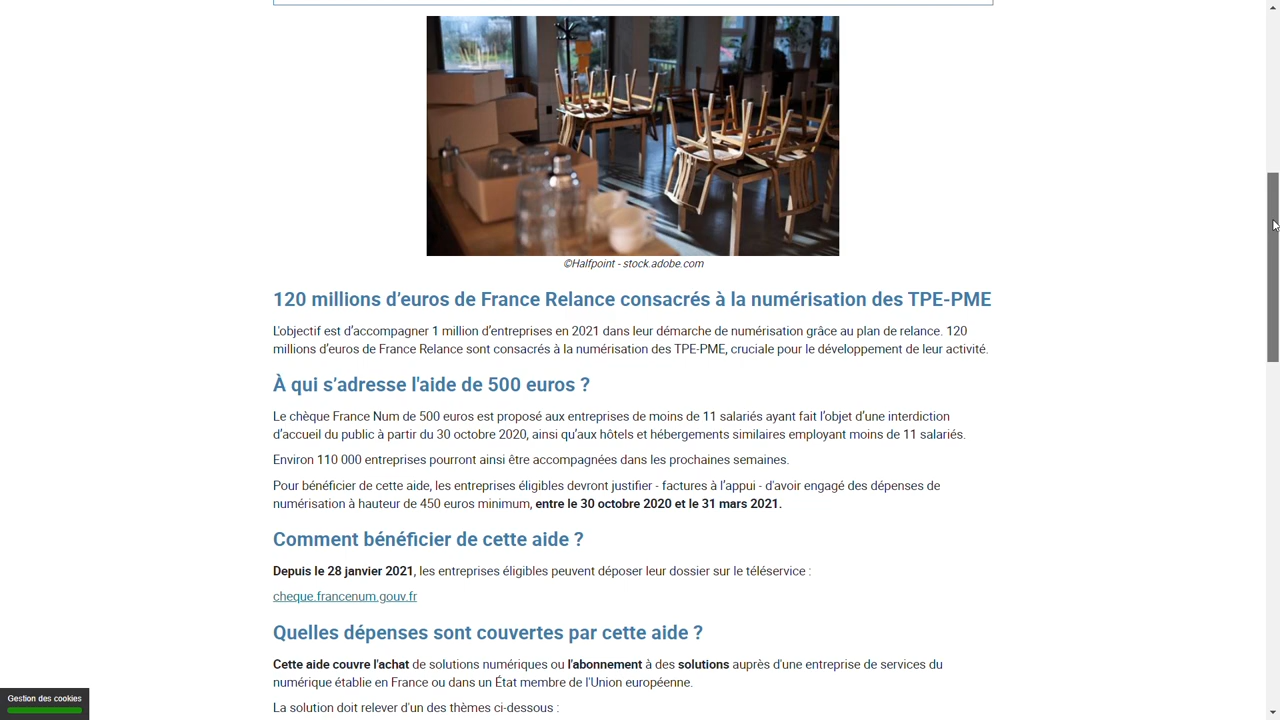 ©Halfpoint - stock.adobe.com
120 millions d’euros de France Relance consacrés à la numérisation des TPE-PME
L'objectif est d’accompagner 1 million d’entreprises en 2021 dans leur démarche de numérisation grâce au plan de relance. 120
millions d’euros de France Relance sont consacrés à la numérisation des TPE-PME, cruciale pour le développement de leur activité.
À qui s’adresse l'aide de 500 euros ?
Le chèque France Num de 500 euros est proposé aux entreprises de moins de 11 salariés ayant fait l’objet d’une interdiction
d’accueil du public à partir du 30 octobre 2020, ainsi qu’aux hôtels et hébergements similaires employant moins de 11 salariés.
Environ 110 000 entreprises pourront ainsi être accompagnées dans les prochaines semaines.
Pour bénéficier de cette aide, les entreprises éligibles devront justifier - factures à l’appui - d'avoir engagé des dépenses de
numérisation à hauteur de 450 euros minimum, entre le 30 octobre 2020 et le 31 mars 2021.
Comment bénéficier de cette aide ?
Depuis le 28 janvier 2021, les entreprises éligibles peuvent déposer leur dossier sur le téléservice :
cheque.francenum.gouv.fr
Quelles dépenses sont couvertes par cette aide ?
Cette aide couvre l'achat de solutions numériques ou l'abonnement à des solutions auprès d'une entreprise de services du
numérique établie en France ou dans un État membre de l'Union européenne.
La solution doit relever d'un des thèmes ci-dessous :
Gestion des cookies